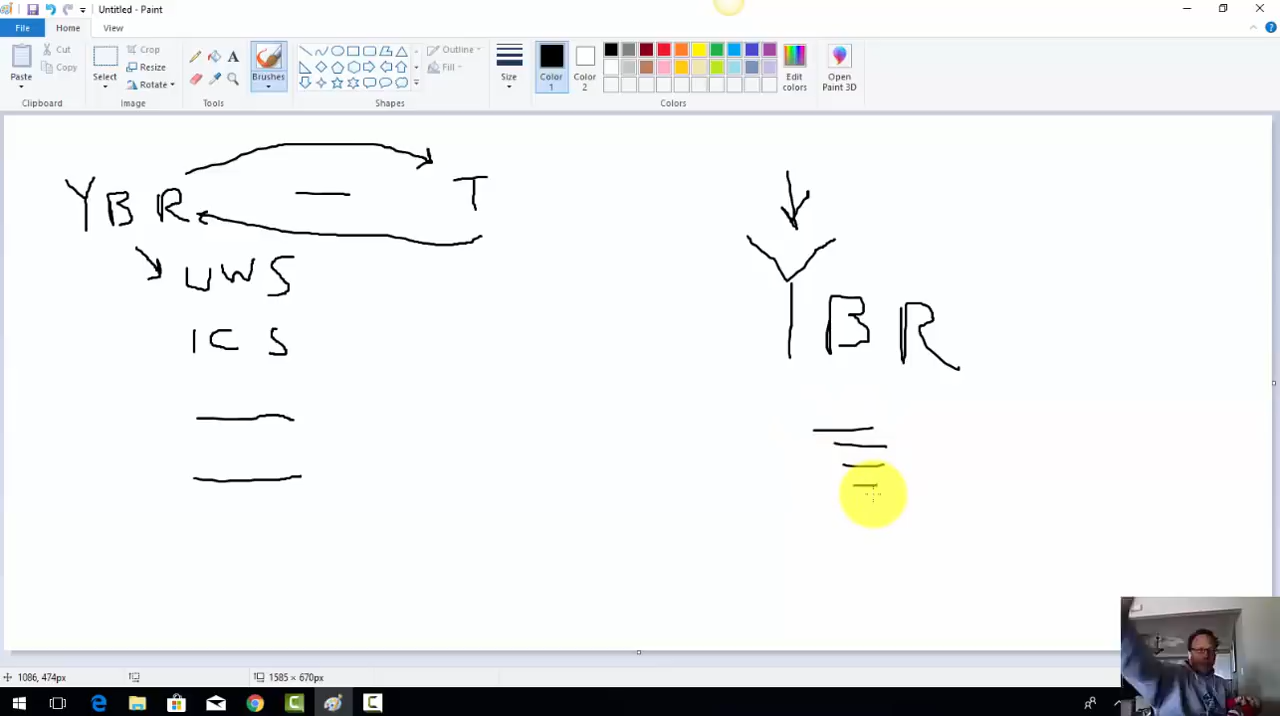 Untitled - Paint
File
Home
View
Paste
Cut
Copy
Clipboard
Select
Crop
Resize
Rotate
Image
A
Tools
Brushes
Shapes
Outline
Fill
Size
Color
1
Color
2
Edit
colors
Colors
Open
Paint 3D
YBR
T
UWS
ICS
YBR
1086, 474px
1585 × 670px